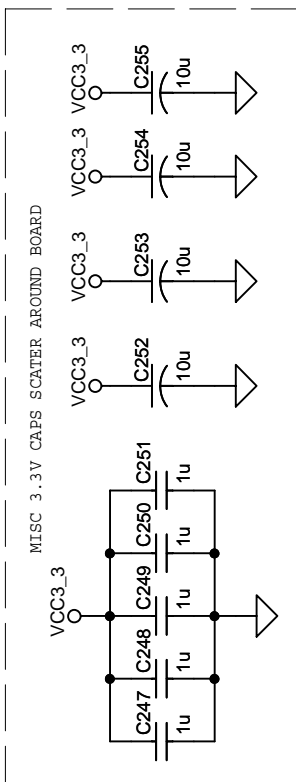 MISC 3.3V CAPS SCATER AROUND BOARD
VCC3_3
C247
1u
C248
1u
C249
1u
C250
1u
C251
1u
VCC3_3
C252
10u
VCC3_3
C253
10u
VCC3_3
C254
10u
VCC3_3
C255
10u